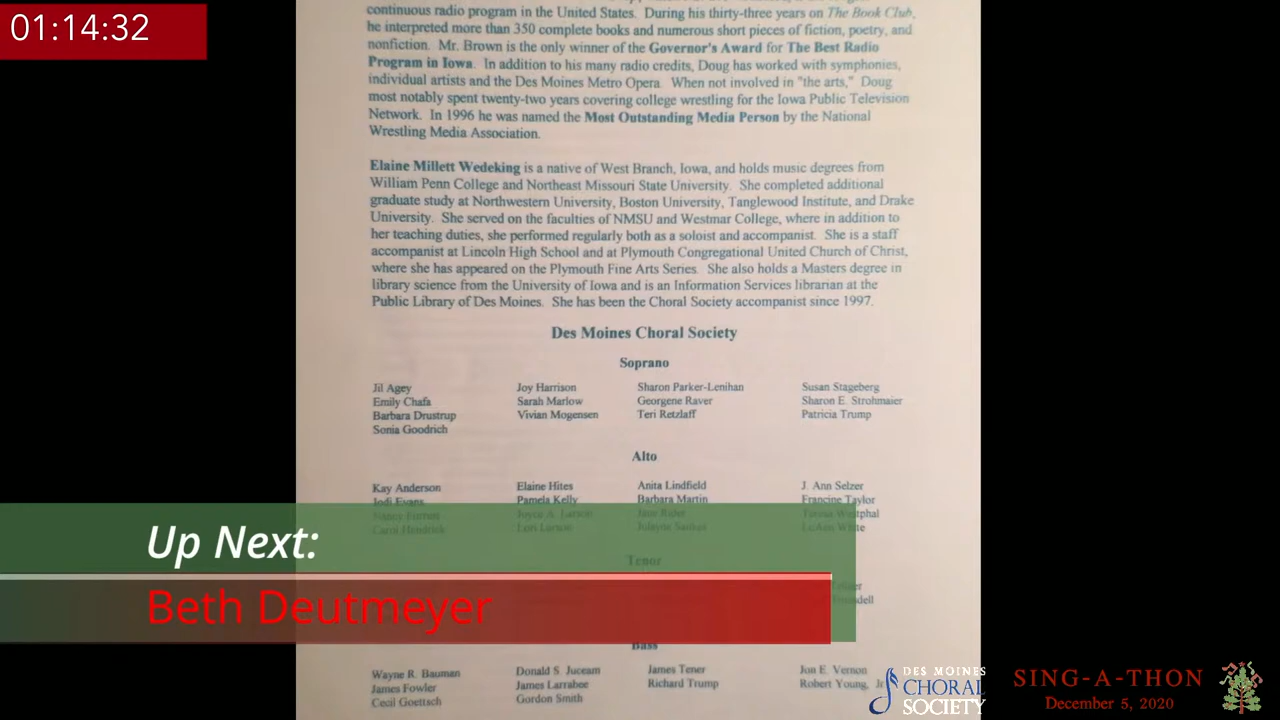 01:14:32
continuous radio program in the United States. During his thirty-three years on The Book Club,
he interpreted more than 350 complete books and numerous short pieces of fiction, poetry, and
nonfiction. Mr. Brown is the only winner of the Governor's Award for The Best Radio
Program in Iowa. In addition to his many radio credits, Doug has worked with symphonies,
individual artists and the Des Moines Metro Opera. When not involved in "the arts," Doug
most notably spent twenty-two years covering college wrestling for the Iowa Public Television
Network. In 1996 he was named the Most Outstanding Media Person by the National
Wrestling Media Association.
Elaine Millett Wedeking is a native of West Branch, Iowa, and holds music degrees from
William Penn College and Northeast Missouri State University. She completed additional
graduate study at Northwestern University, Boston University, Tanglewood Institute, and Drake
University. She served on the faculties of NMSU and Westmar College, where in addition to
her teaching duties, she performed regularly both as a soloist and accompanist. She is a staff
accompanist at Lincoln High School and at Plymouth Congregational United Church of Christ,
where she has appeared on the Plymouth Fine Arts Series. She also holds a Masters degree in
library science from the University of Iowa and is an Information Services librarian at the
Public Library of Des Moines. She has been the Choral Society accompanist since 1997.
Des Moines Choral Society
Soprano
Jil Agey Joy Harrison Sharon Parker-Lenihan Susan Stageberg
Emily Chafa Sarah Marlow Georgene Raver Sharon E. Strohmaier
Barbara Drustrup Vivian Mogensen Teri Retzlaff Patricia Trump
Sonia Goodrich
Alto
Kay Anderson Elaine Hites Anita Lindfield J. Ann Selzer
Jodi Evans Pamela Kelly Barbara Martin Francine Taylor
Joyce A. Larson
Lori Larson
Up Next:
Tenor
Beth Deutmeyer
Bass
Wayne R. Bauman Donald S. Juceam James Tener Jon E. Vernon
James Fowler James Larrabee Richard Trump Robert Young, Jr
Cecil Goettsch Gordon Smith
DES MOINES
CHORAL
SOCIETY
SING-A-THON
December 5, 2020